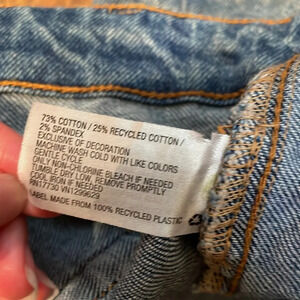 73% COTTON / 25% RECYCLED COTTON /
2% SPANDEX
EXCLUSIVE OF DECORATION
MACHINE WASH COLD WITH LIKE COLORS
GENTLE CYCLE
ONLY NON-CHLORINE BLEACH IF NEEDED
TUMBLE DRY LOW, REMOVE PROMPTLY
COOL IRON IF NEEDED
RN17730 VN1299629
LABEL MADE FROM 100% RECYCLED PLASTIC